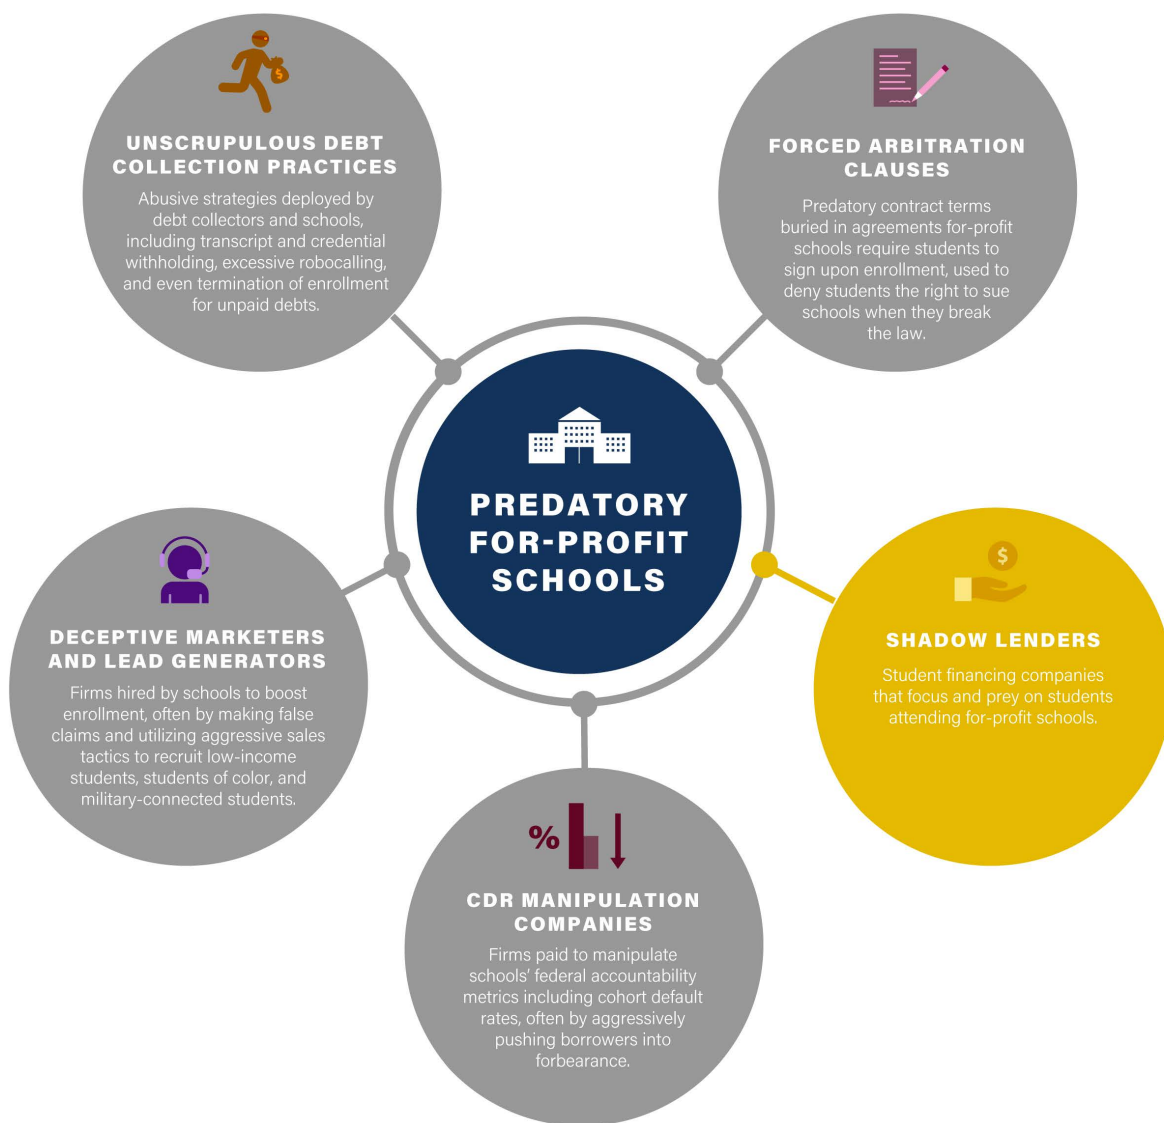 UNSCRUPULOUS DEBT
COLLECTION PRACTICES
Abusive strategies deployed by
debt collectors and schools,
including transcript and credential
withholding, excessive robocalling,
and even termination of enrollment
for unpaid debts.
$
FORCED ARBITRATION
CLAUSES
Predatory contract terms
buried in agreements for-profit
schools require students to
sign upon enrollment, used to
deny students the right to sue
schools when they break
the law.
PREDATORY
FOR-PROFIT
SCHOOLS
DECEPTIVE MARKETERS
AND LEAD GENERATORS
Firms hired by schools to boost
enrollment, often by making false
claims and utilizing aggressive sales
tactics to recruit low-income
students, students of color, and
military-connected students.
$
SHADOW LENDERS
Student financing companies
that focus and prey on students
attending for-profit schools.
%
CDR MANIPULATION
COMPANIES
Firms paid to manipulate
schools’ federal accountability
metrics including cohort default
rates, often by aggressively
pushing borrowers into
forbearance.